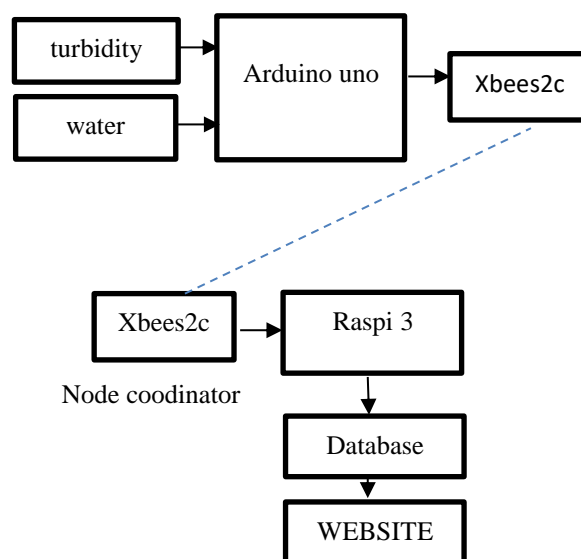 turbidity
Arduino uno
Xbees2c
water
Xbees2c
Raspi 3
Node coodinator
Database
WEBSITE